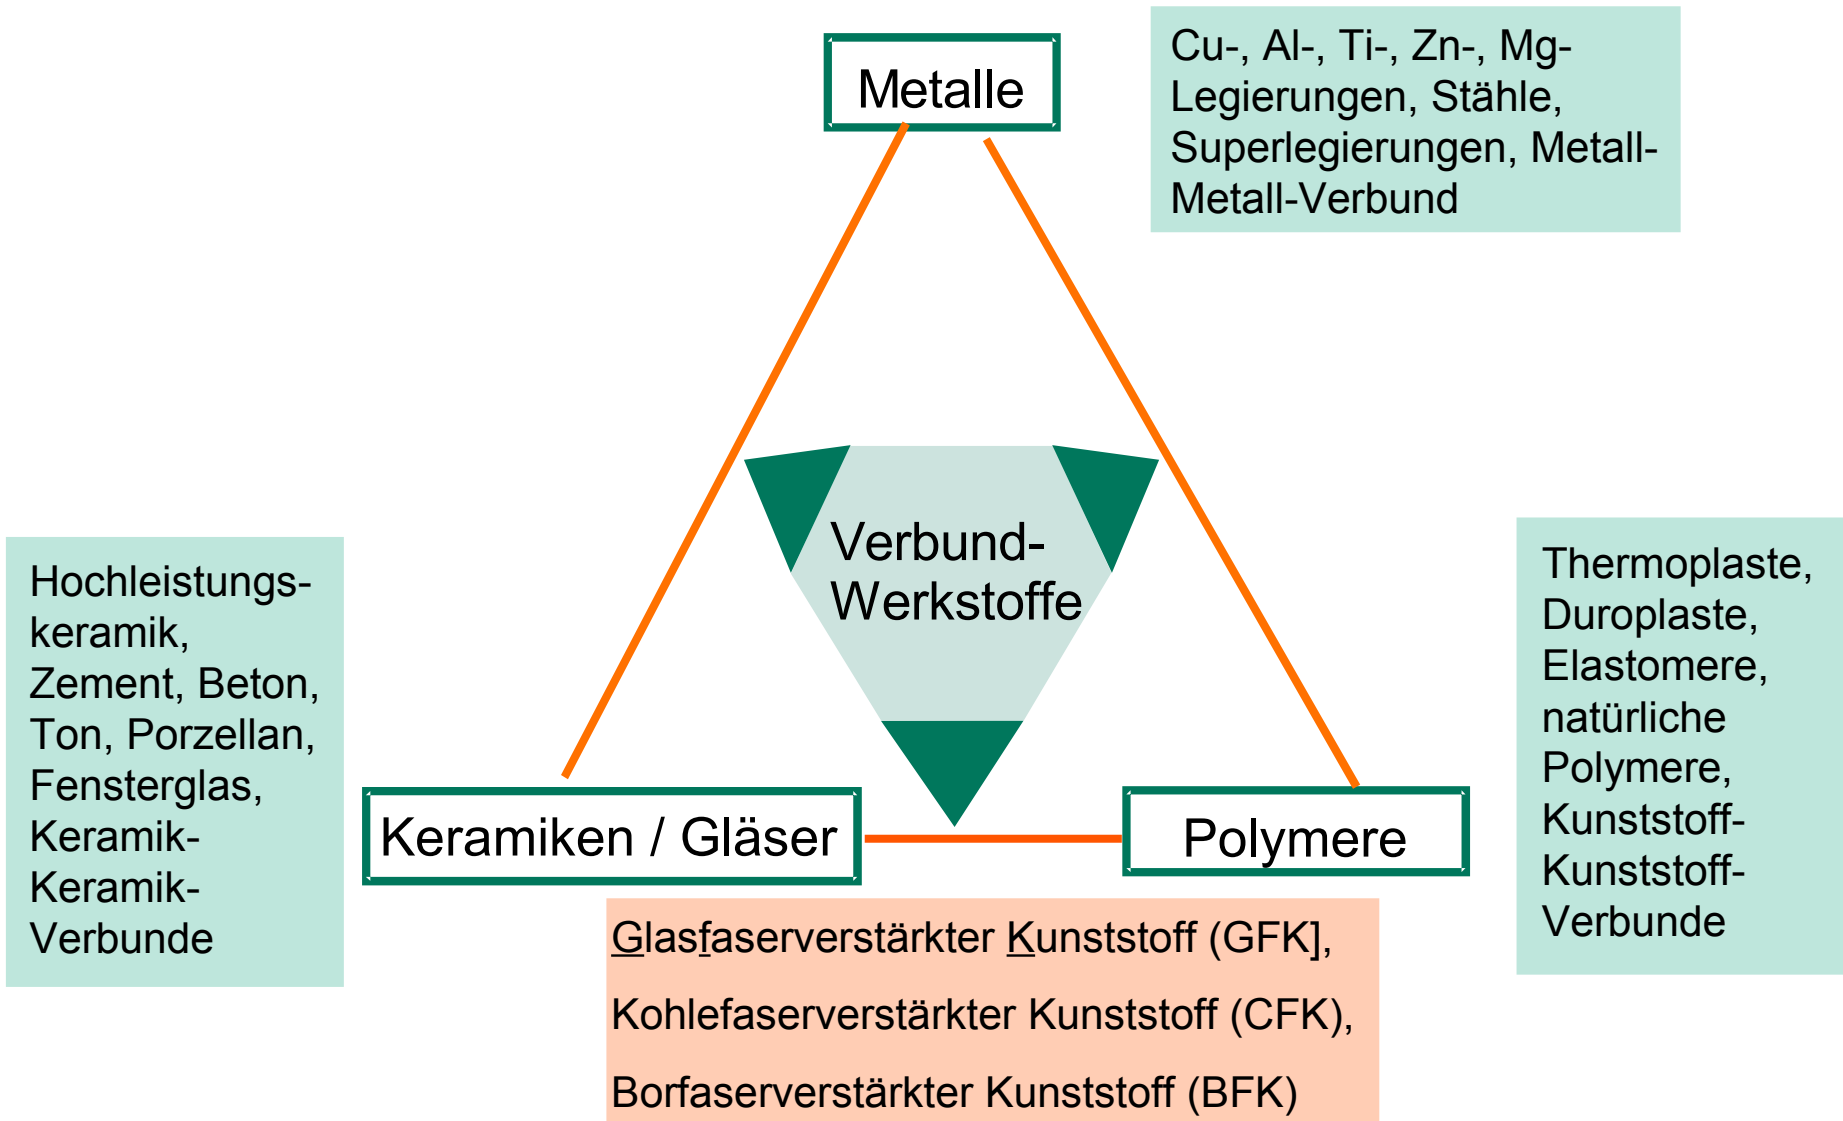 Metalle
Cu-, Al-, Ti-, Zn-, Mg-
Legierungen, Stähle,
Superlegierungen, Metall-
Metall-Verbund
Verbund-
Werkstoffe
Hochleistungs-
keramik,
Zement, Beton,
Ton, Porzellan,
Fensterglas,
Keramik-
Keramik-
Verbunde
Thermoplaste,
Duroplaste,
Elastomere,
natürliche
Polymere,
Kunststoff-
Kunststoff-
Verbunde
Keramiken / Gläser
Polymere
Glasfaserverstärkter Kunststoff (GFK],
Kohlefaserverstärkter Kunststoff (CFK),
Borfaserverstärkter Kunststoff (BFK)